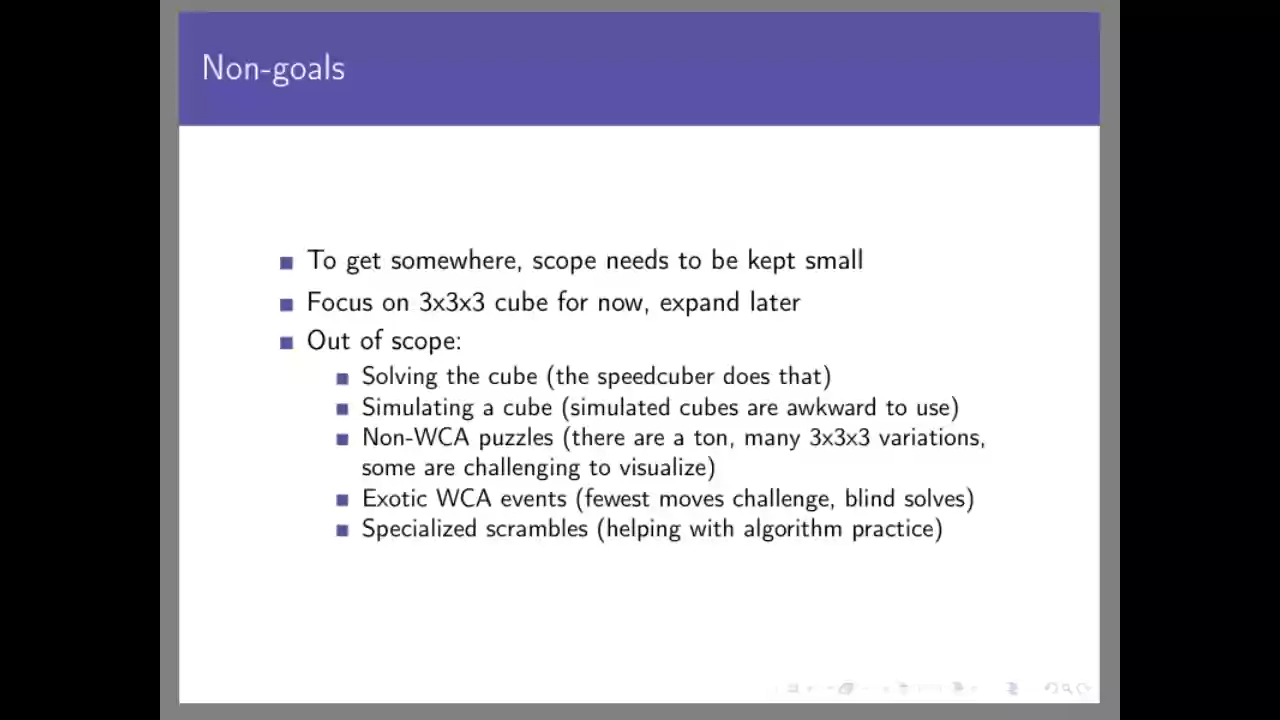 Non-goals
To get somewhere, scope needs to be kept small
Focus on 3x3x3 cube for now, expand later
Out of scope:
Solving the cube (the speedcuber does that)
Simulating a cube (simulated cubes are awkward to use)
Non-WCA puzzles (there are a ton, many 3x3x3 variations,
some are challenging to visualize)
Exotic WCA events (fewest moves challenge, blind solves)
Specialized scrambles (helping with algorithm practice)